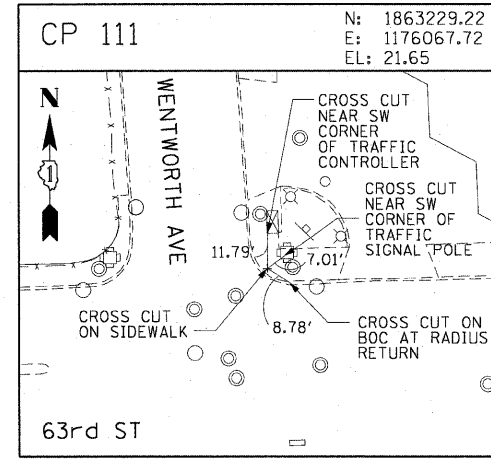 CP 111
N: 1863229.22
E: 1176067.72
EL: 21.65
N
1
WENTWORTH AVE
CROSS CUT
NEAR SW
CORNER
OF TRAFFIC
CONTROLLER
CROSS CUT
NEAR SW
CORNER OF
TRAFFIC
SIGNAL POLE
11.79'
7.01'
8.78'
CROSS CUT
ON SIDEWALK
CROSS CUT ON
BOC AT RADIUS
RETURN
63rd ST